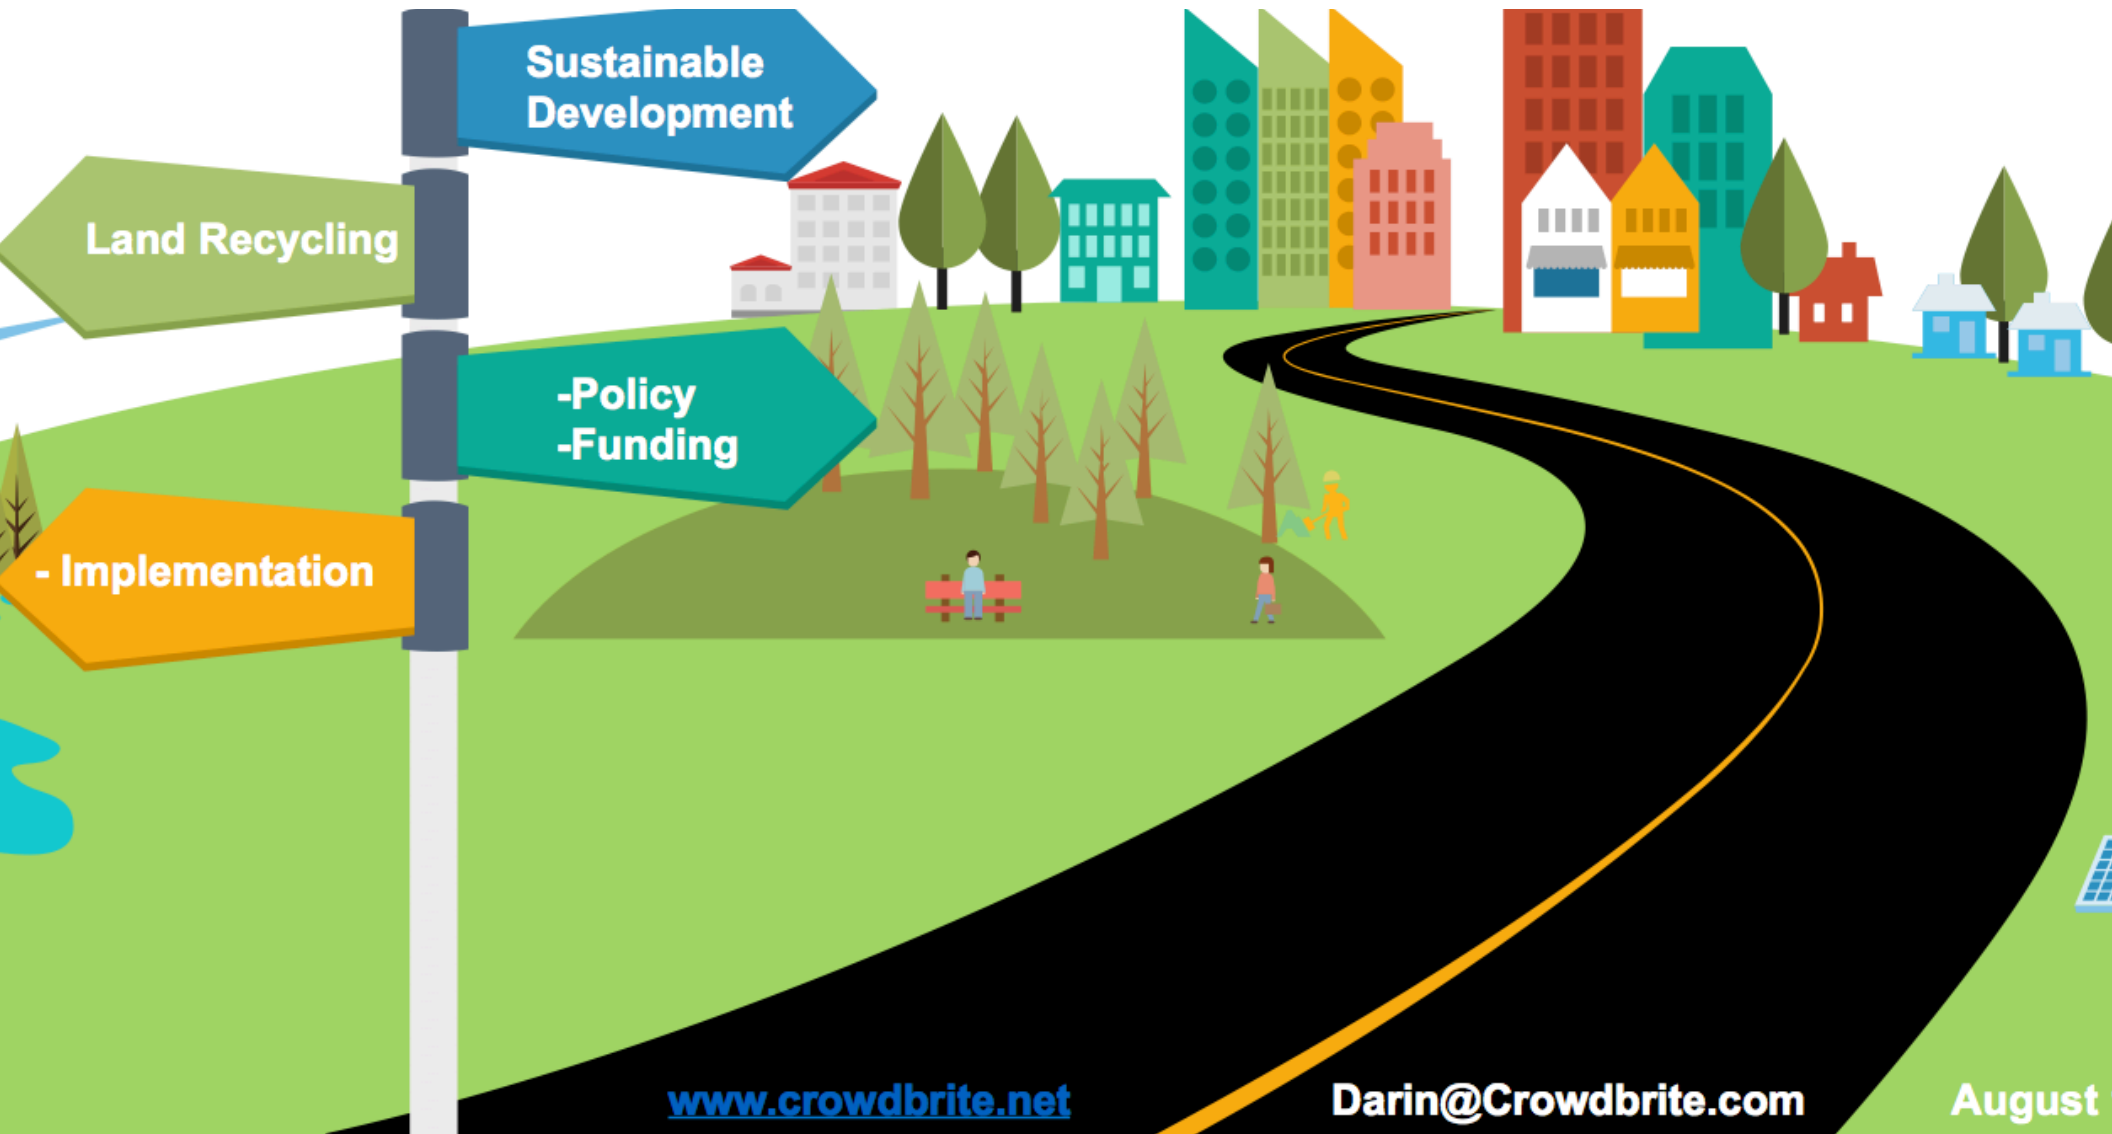 Sustainable
Development
Land Recycling
-Policy
-Funding
- Implementation
www.crowdbrite.net
Darin@Crowdbrite.com
August